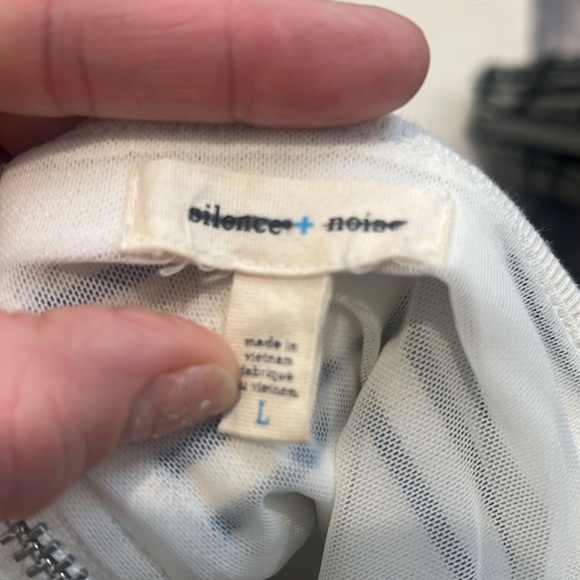 silence + noise
made in
vietnam
fabriqué
au vietnam
L